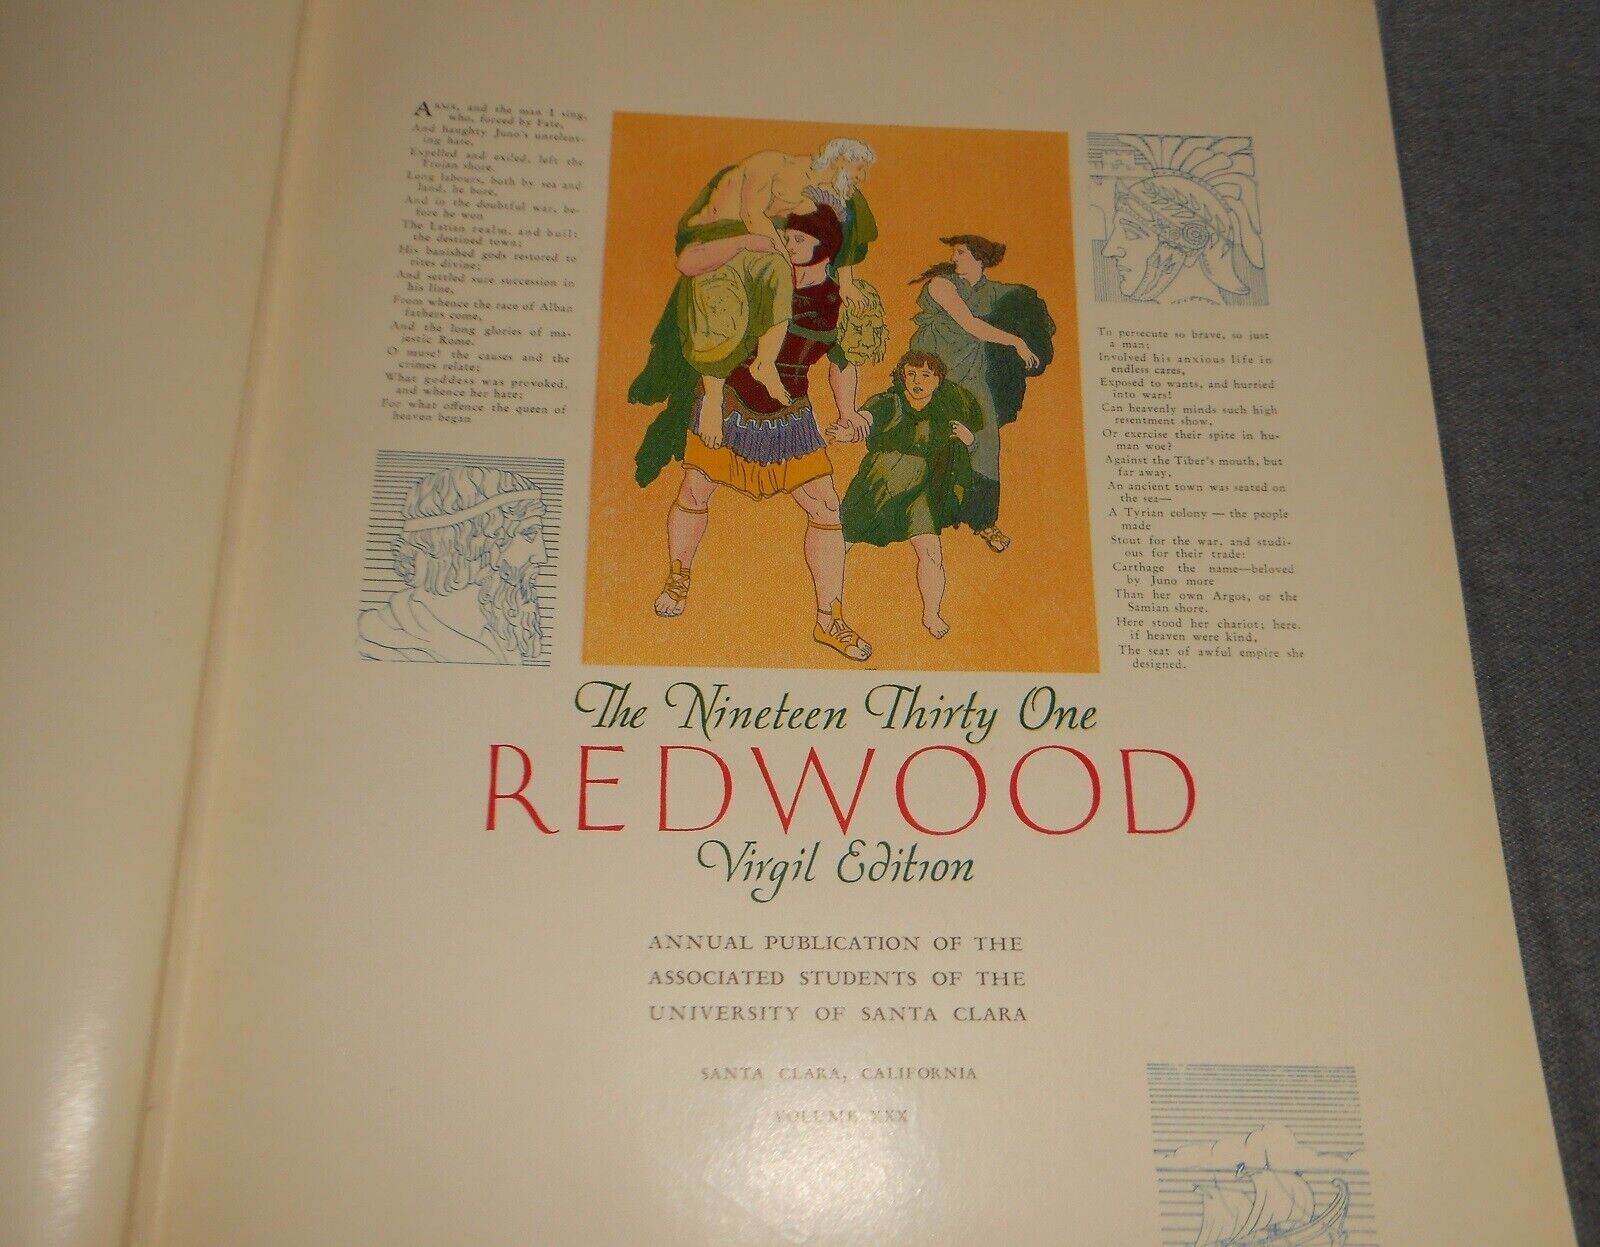 ARMS, and the man I sing,
who, forced by Fate,
And haughty Juno's unrelent-
ing hate,
Expelled and exiled, left the
Trojan shore.
Long labours, both by sea and
land, he bore,
And in the doubtful war, be-
fore he won
The Latian realm, and built
the destined town;
His banished gods restored to
rites divine;
And settled sure succession in
his line,
From whence the race of Alban
fathers come,
And the long glories of ma-
jestic Rome.
O muse! the causes and the
crimes relate;
What goddess was provoked,
and whence her hate;
For what offence the queen of
heaven began
To persecute so brave, so just
a man;
Involved his anxious life in
endless cares,
Exposed to wants, and hurried
into wars!
Can heavenly minds such high
resentment show,
Or exercise their spite in hu-
man woe?
Against the Tiber's mouth, but
far away,
An ancient town was seated on
the sea—
A Tyrian colony — the people
made
Stout for the war, and studi-
ous for their trade:
Carthage the name—beloved
by Juno more
Than her own Argos, or the
Samian shore.
Here stood her chariot; here,
if heaven were kind,
The seat of awful empire she
designed.
The Nineteen Thirty One
REDWOOD
Virgil Edition
ANNUAL PUBLICATION OF THE
ASSOCIATED STUDENTS OF THE
UNIVERSITY OF SANTA CLARA
SANTA CLARA, CALIFORNIA
VOLUME XXX